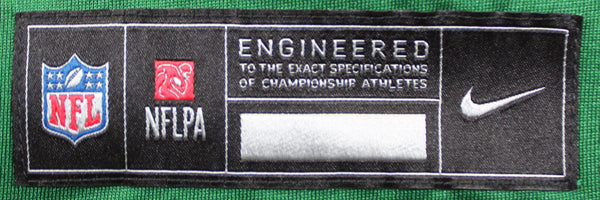 NFL
NFLPA
ENGINEERED
TO THE EXACT SPECIFICATIONS
OF CHAMPIONSHIP ATHLETES